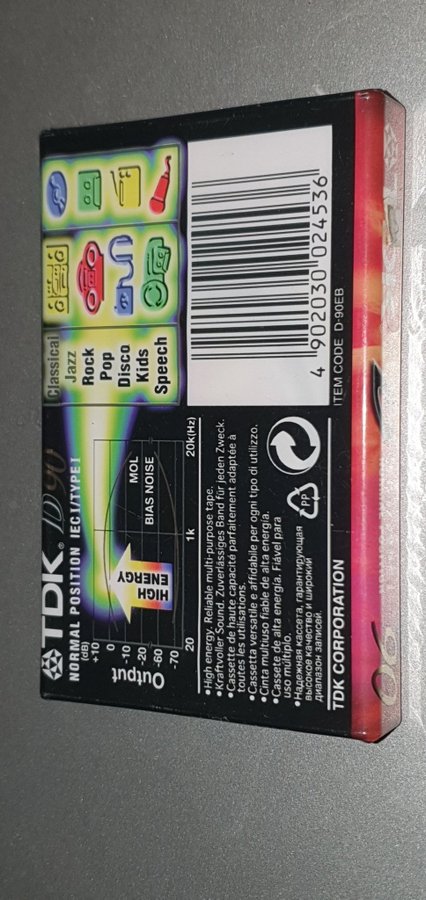 TDK® D90
NORMAL POSITION IEC I/TYPE I
(dB)
+10
0
-10
-20
-60
-70
Output
HIGH
ENERGY
MOL
BIAS NOISE
20
1k
20k(Hz)
Classical
Jazz
Rock
Pop
Disco
Kids
Speech
•High energy. Reliable multi-purpose tape.
•Kraftvoller Sound. Zuverlässiges Band für jeden Zweck.
•Cassette de haute capacité parfaitement adaptée à
toutes les utilisations.
•Cassetta versatile e affidabile per ogni tipo di utilizzo.
•Cinta multiuso fiable de alta energía.
•Cassete de alta energia. Fiável para
uso múltiplo.
•Надежная кассета, гарантирующая
высокое качество и широкий
диапазон записей.
PP
TDK CORPORATION
4 902030 024536
ITEM CODE D-90EB